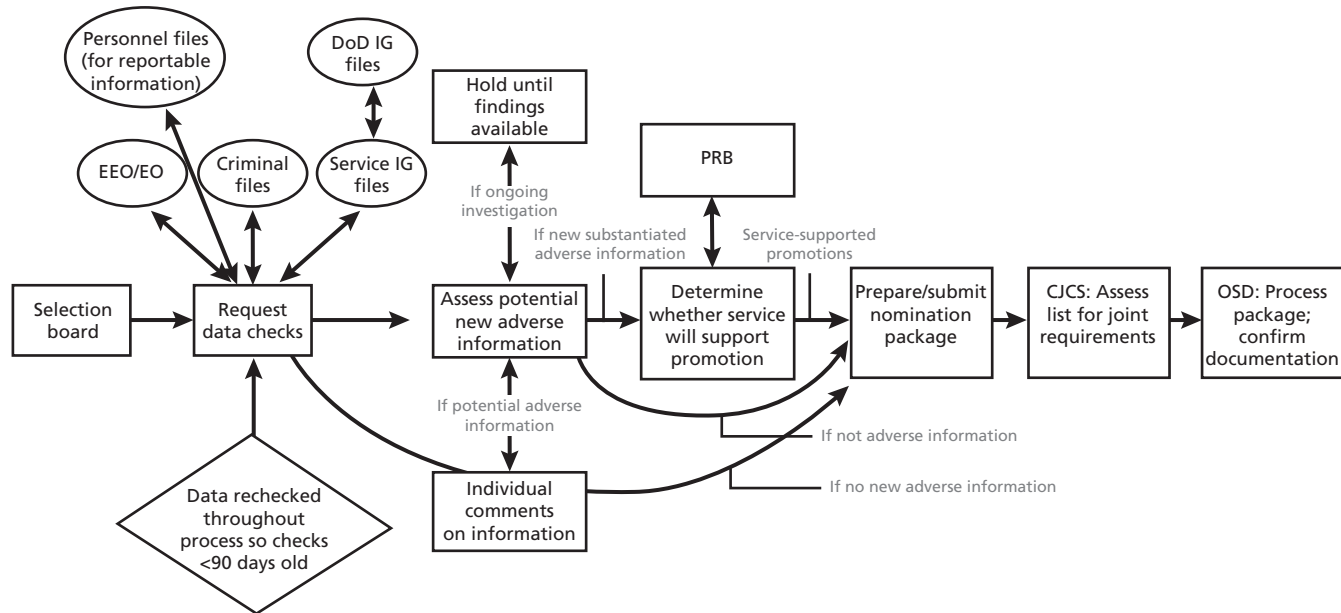 Personnel files
(for reportable
information)
DoD IG
files
EEO/EO
Criminal
files
Service IG
files
Hold until
findings
available
PRB
If ongoing
investigation
If new substantiated
adverse information
Service-supported
promotions
Selection
board
Request
data checks
Assess potential
new adverse
information
Determine
whether service
will support
promotion
Prepare/submit
nomination
package
CJCS: Assess
list for joint
requirements
OSD: Process
package;
confirm
documentation
If potential adverse
information
If not adverse information
Individual
comments
on information
If no new adverse information
Data rechecked
throughout
process so checks
<90 days old